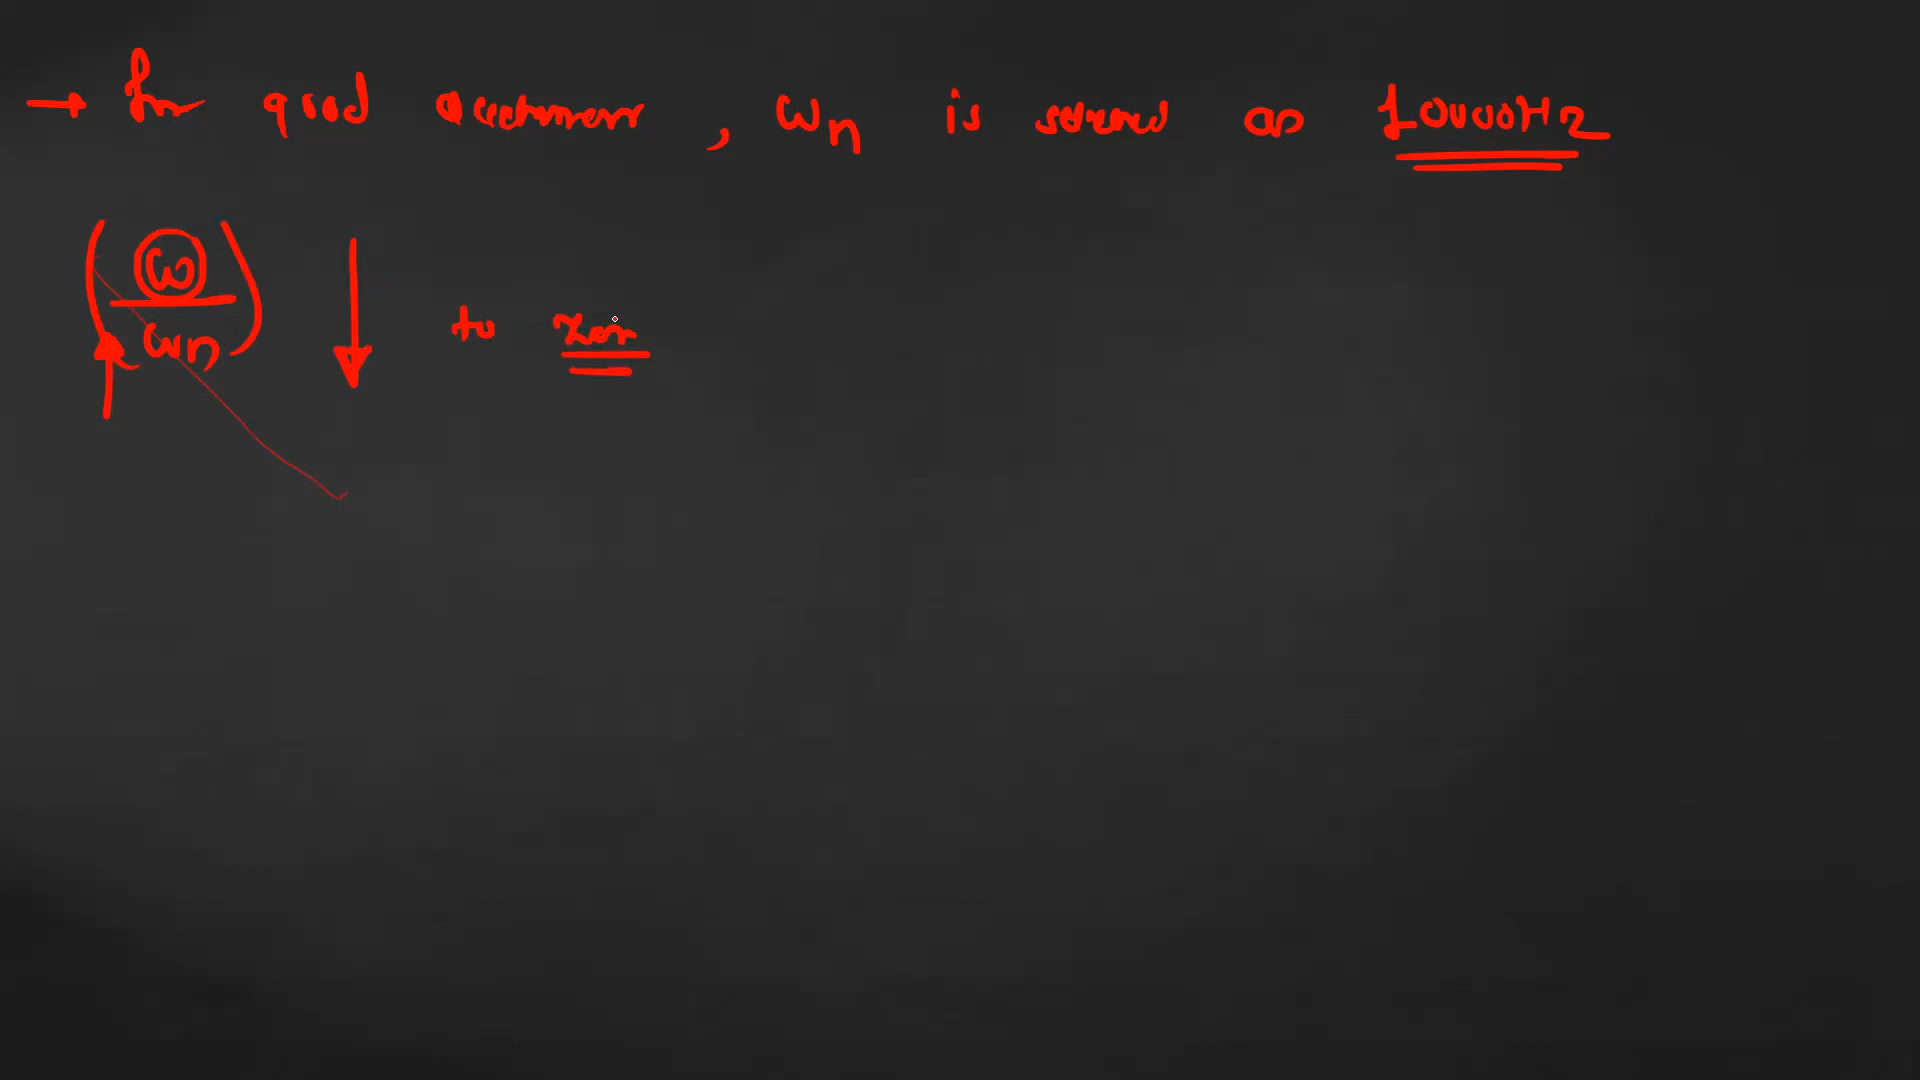 → for good accelerometer, ωn is selected as 10000Hz
(ω/ωn) ↓ to zero